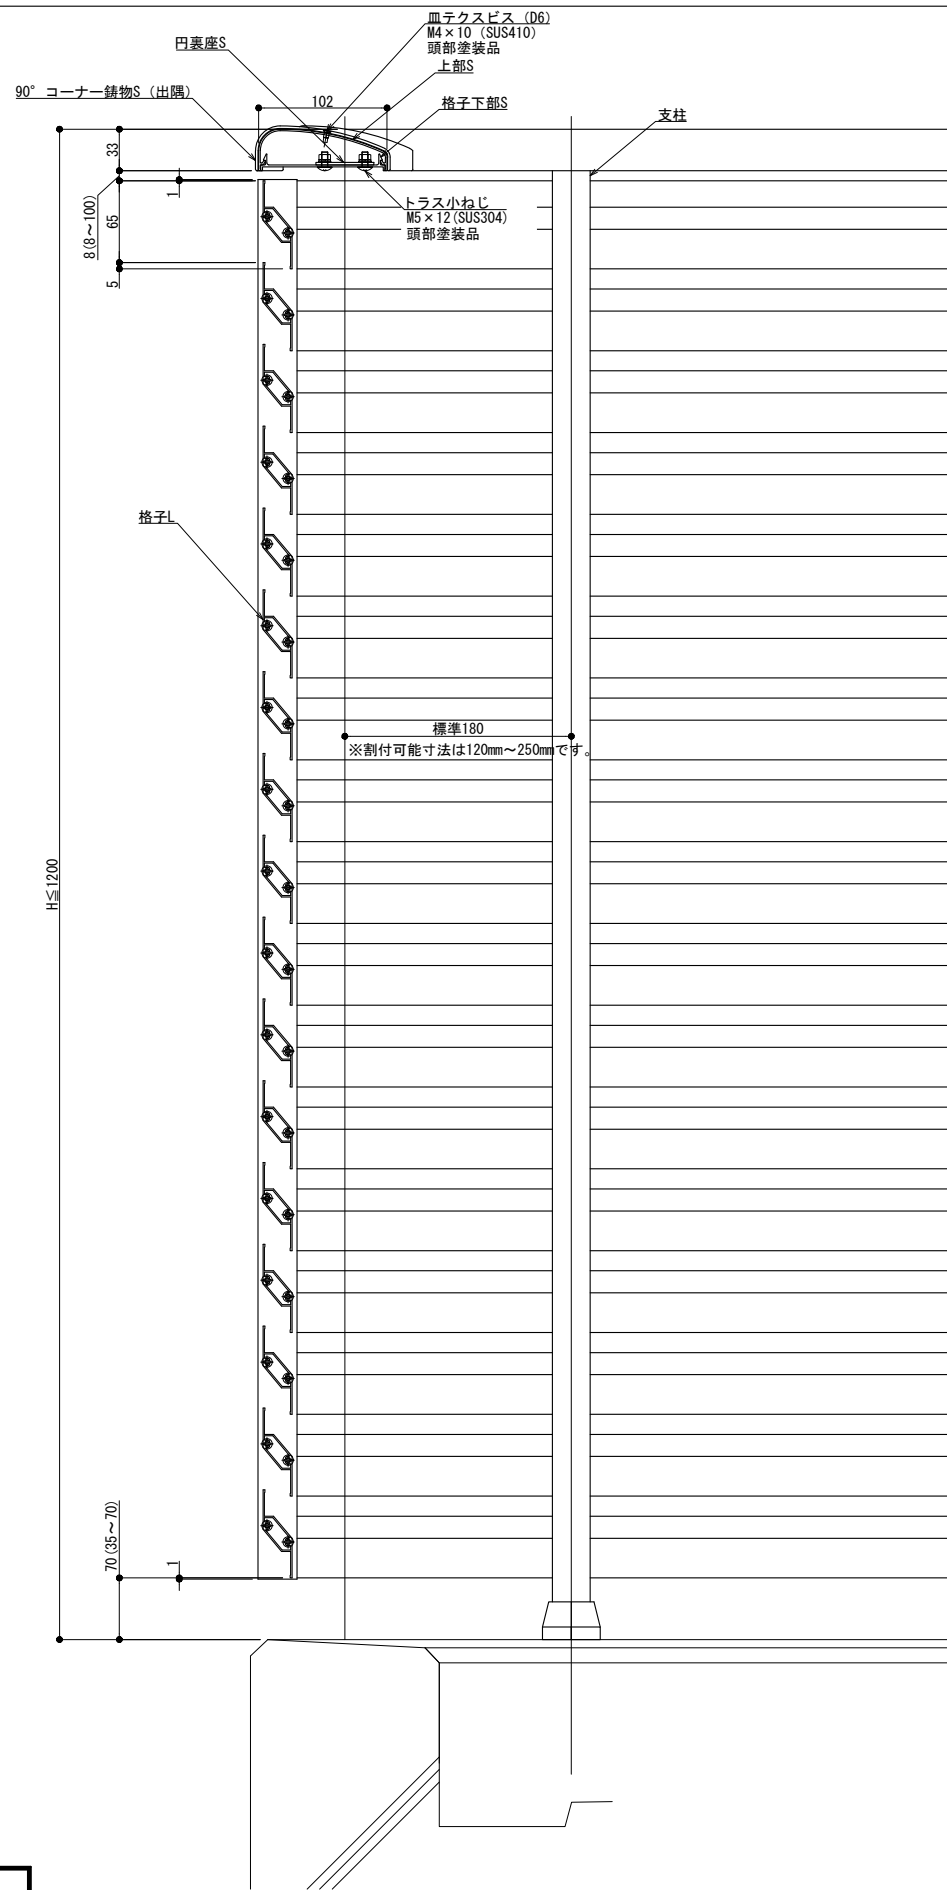 皿テクスビス (D6)
M4×10 (SUS410)
頭部塗装品
円裏座S
上部S
90° コーナー鋳物S (出隅)
102
格子下部S
支柱
33
8(8～100)
65
1
トラス小ねじ
M5×12(SUS304)
頭部塗装品
5
格子L
標準180
※割付可能寸法は120mm～250mmです。
H≦1200
70(35～70)
1